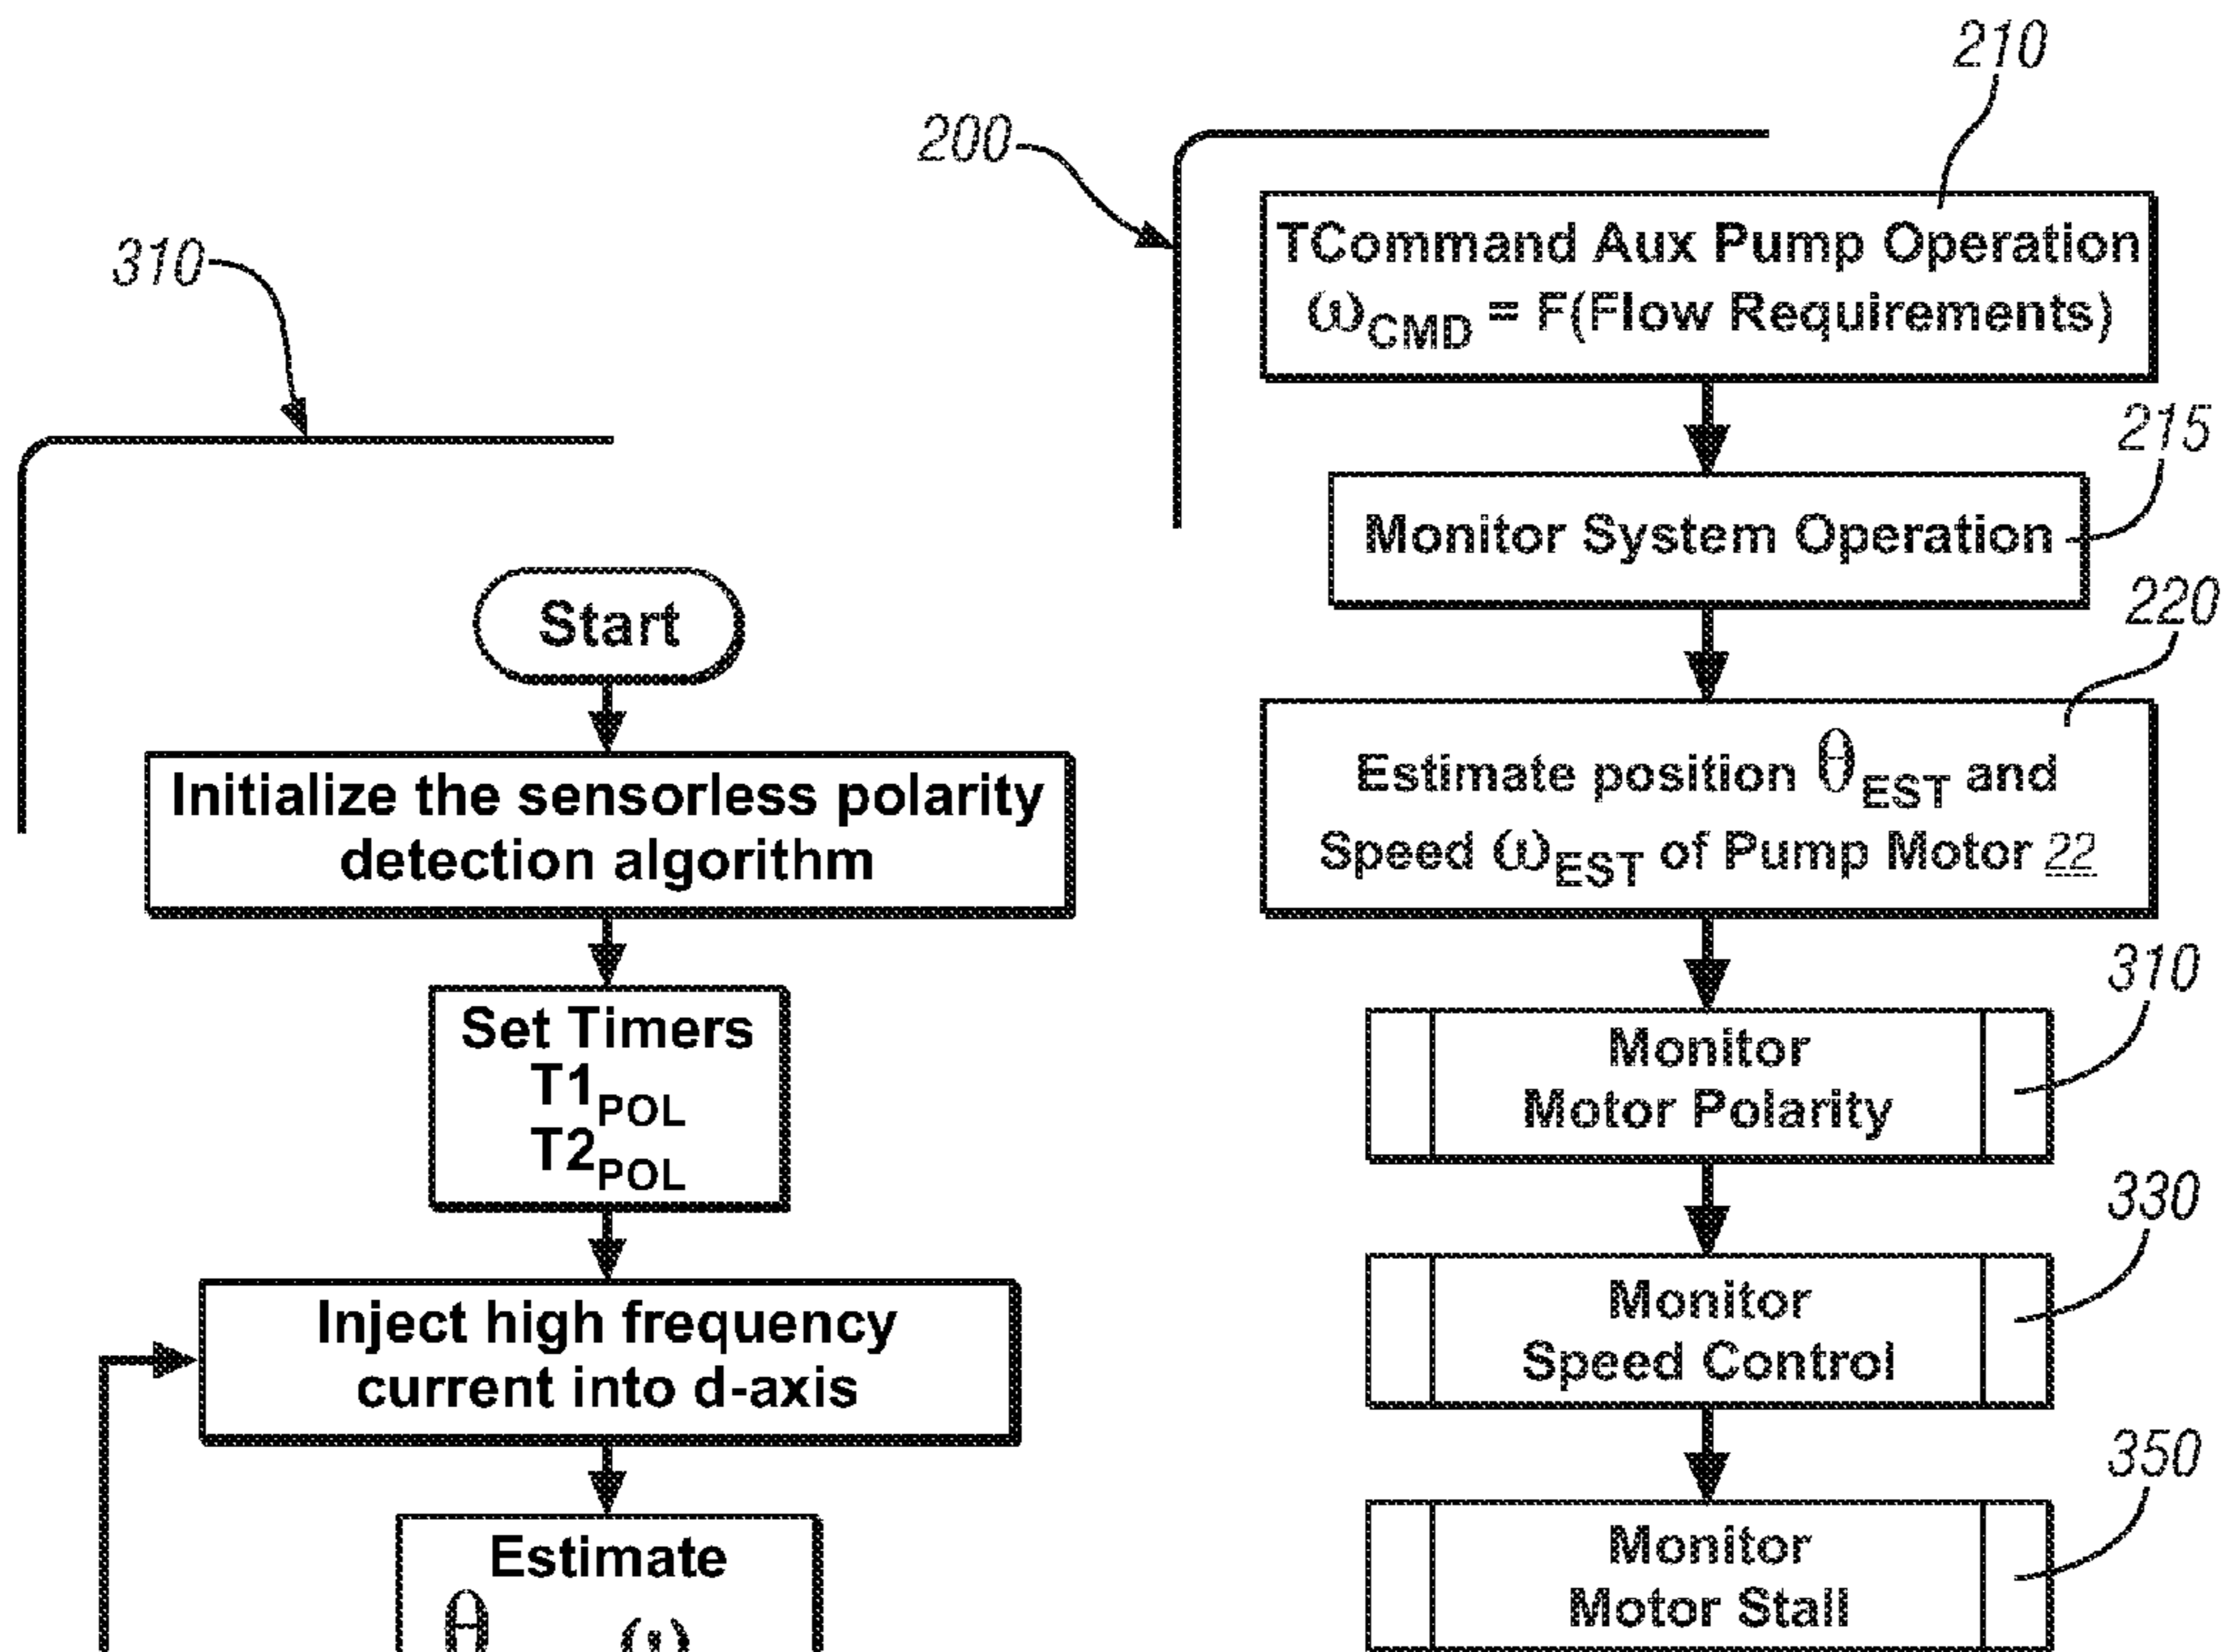 310
Start
Initialize the sensorless polarity
detection algorithm
Set Timers
T1POL
T2POL
Inject high frequency
current into d-axis
Estimate
θ ω
200
210
TCommand Aux Pump Operation
ωCMD = F(Flow Requirements)
215
Monitor System Operation
220
Estimate position θEST and
Speed ωEST of Pump Motor 22
310
Monitor
Motor Polarity
330
Monitor
Speed Control
350
Monitor
Motor Stall